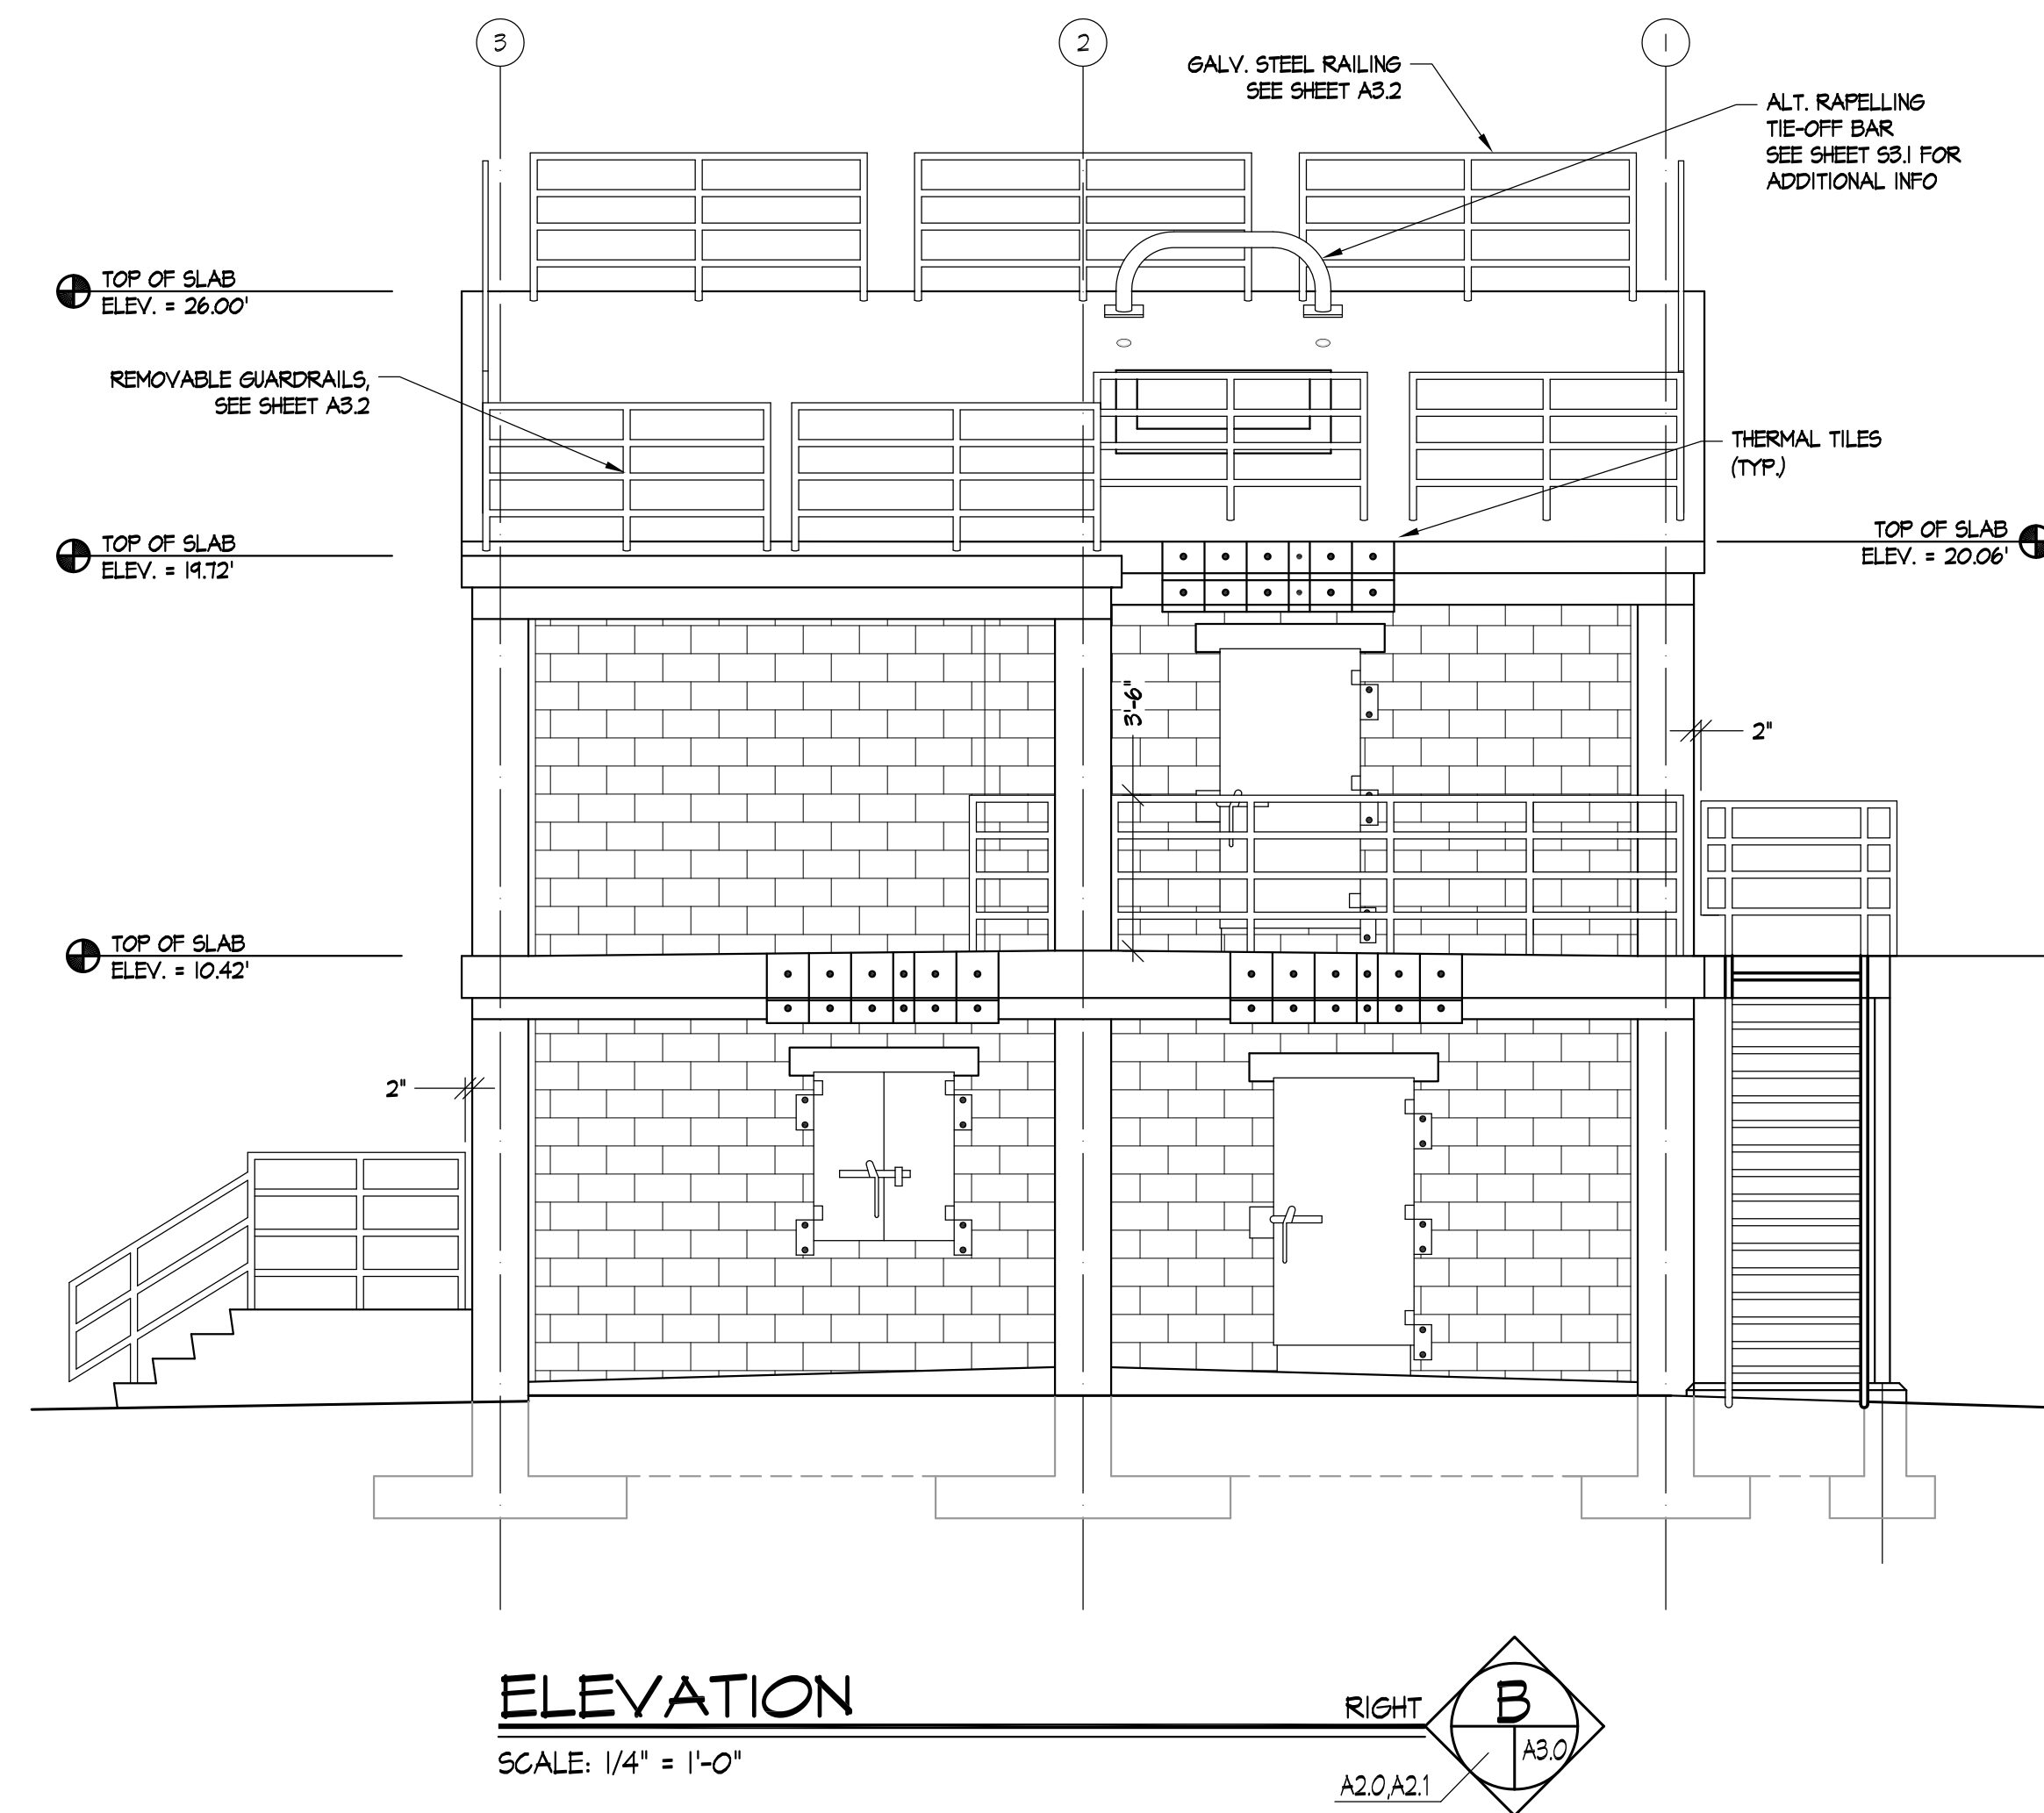 3
2
1
GALV. STEEL RAILING
SEE SHEET A3.2
ALT. RAPELLING
TIE-OFF BAR
SEE SHEET S3.1 FOR
ADDITIONAL INFO
TOP OF SLAB
ELEV. = 26.00'
REMOVABLE GUARDRAILS,
SEE SHEET A3.2
THERMAL TILES
(TYP.)
TOP OF SLAB
ELEV. = 19.72'
TOP OF SLAB
ELEV. = 20.06'
3'-6"
2"
TOP OF SLAB
ELEV. = 10.42'
2"
ELEVATION
RIGHT
B
A3.0
SCALE: 1/4" = 1'-0"
A2.0,A2.1